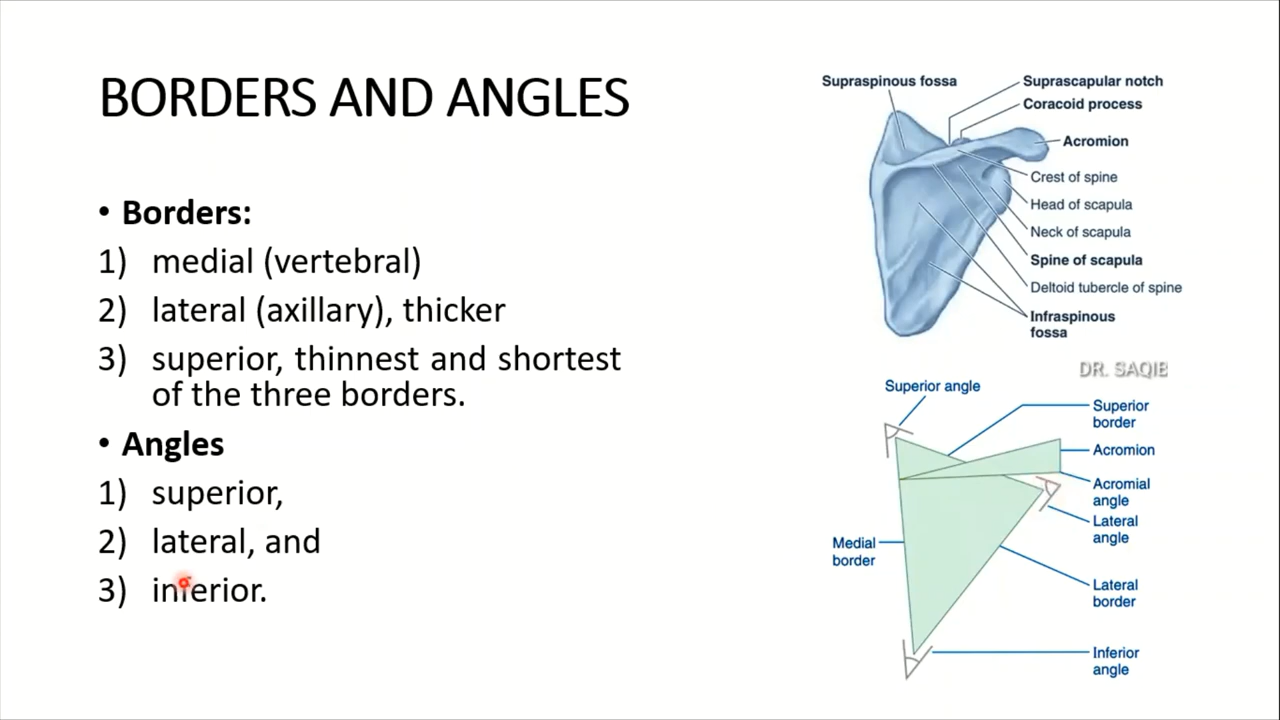 BORDERS AND ANGLES
• Borders:
1) medial (vertebral)
2) lateral (axillary), thicker
3) superior, thinnest and shortest
of the three borders.
• Angles
1) superior,
2) lateral, and
3) inferior.
Supraspinous fossa
Suprascapular notch
Coracoid process
Acromion
Crest of spine
Head of scapula
Neck of scapula
Spine of scapula
Deltoid tubercle of spine
Infraspinous
fossa
DR. SAQIB
Superior angle
Superior
border
Acromion
Acromial
angle
Lateral
angle
Medial
border
Lateral
border
Inferior
angle